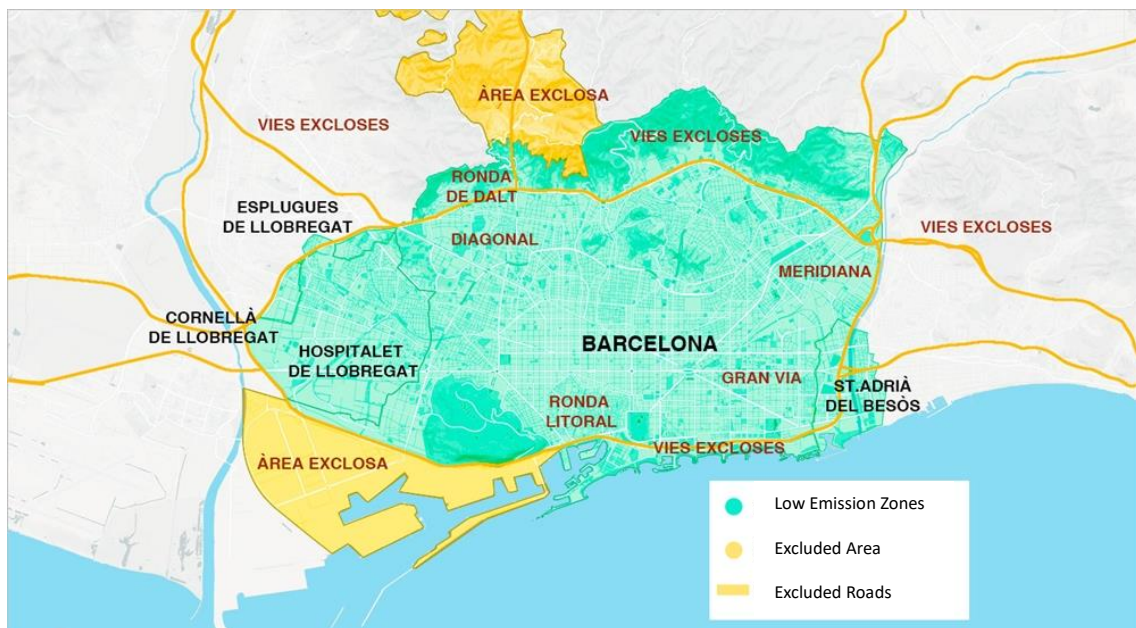 ÀREA EXCLOSA
VIES EXCLOSES
VIES EXCLOSES
RONDA
DE DALT
ESPLUGUES
DE LLOBREGAT
DIAGONAL
VIES EXCLOSES
MERIDIANA
CORNELLÀ
DE LLOBREGAT
HOSPITALET
DE LLOBREGAT
BARCELONA
GRAN VIA
ST.ADRIÀ
DEL BESÒS
RONDA
LITORAL
VIES EXCLOSES
ÀREA EXCLOSA
Low Emission Zones
Excluded Area
Excluded Roads